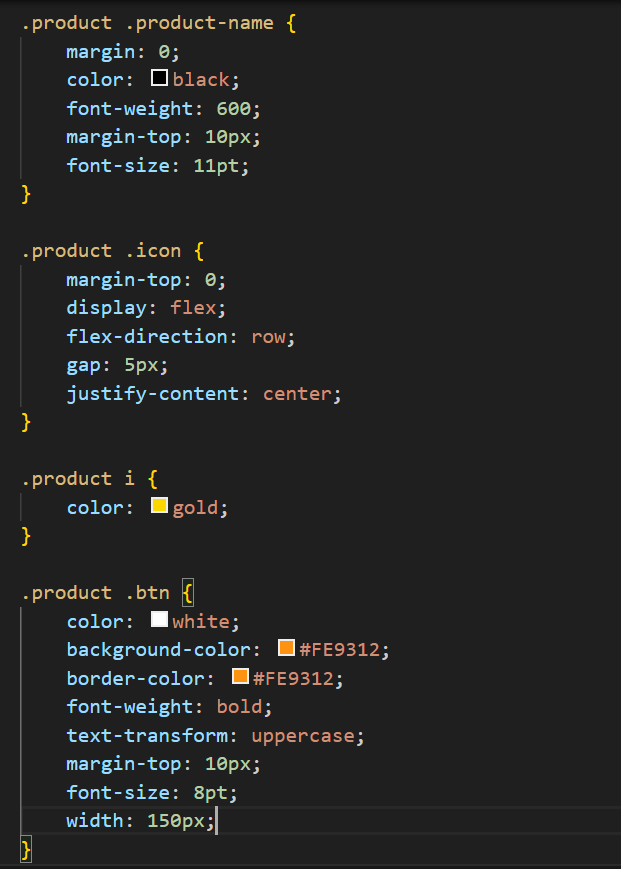 .product .product-name {
    margin: 0;
    color: black;
    font-weight: 600;
    margin-top: 10px;
    font-size: 11pt;
}

.product .icon {
    margin-top: 0;
    display: flex;
    flex-direction: row;
    gap: 5px;
    justify-content: center;
}

.product i {
    color: gold;
}

.product .btn {
    color: white;
    background-color: #FE9312;
    border-color: #FE9312;
    font-weight: bold;
    text-transform: uppercase;
    margin-top: 10px;
    font-size: 8pt;
    width: 150px;
}